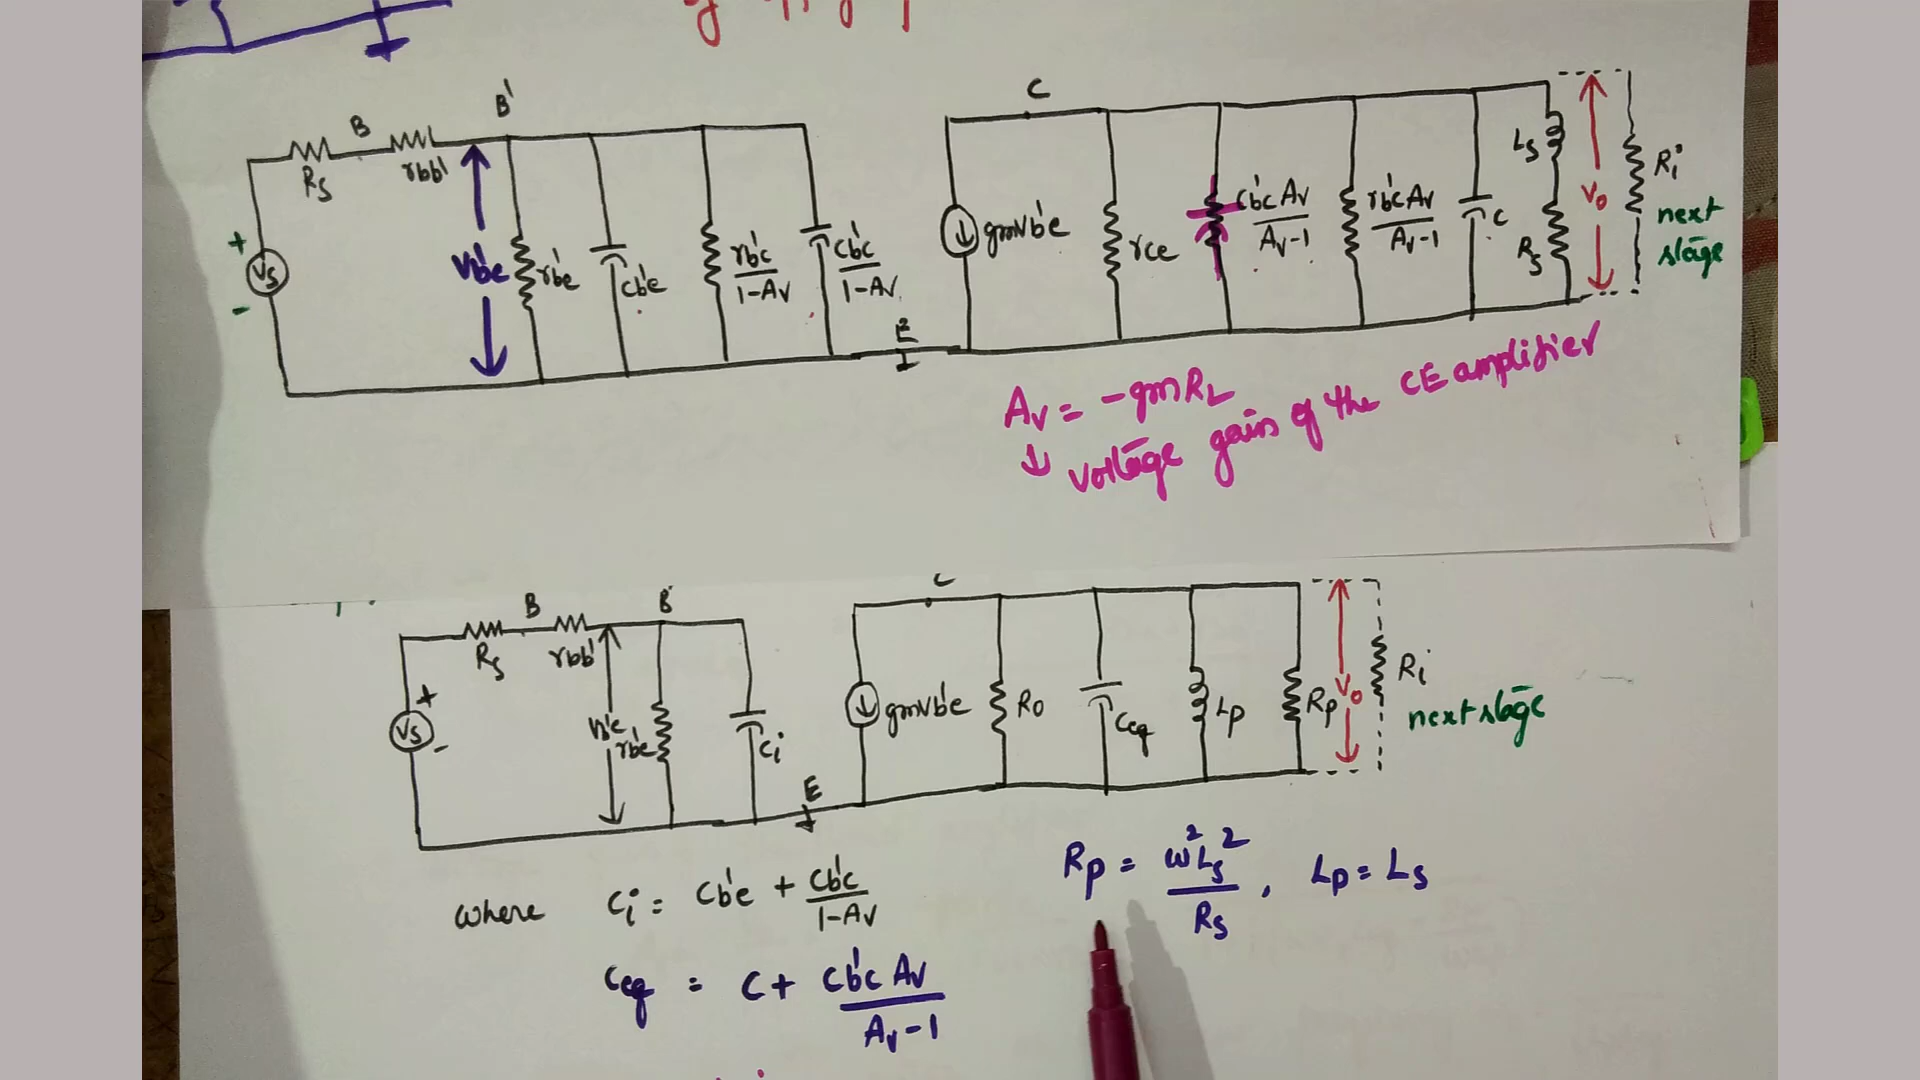 B'
B
Rs
rbb'
+
Vs
-
Vb'e
rb'e
Cb'e
rb'c
1-Av
Cb'c
1-Av
E
C
gmVb'e
rce
Cb'c Av
Av-1
rb'c Av
Av-1
C
Ls
Rs
Vo
Ri
next
stage
Av = -gmRL
↓ voltage gain of the CE amplifier
B
B'
Rs
rbb'
+
Vs
-
Vb'e
rb'e
Ci
E
C
gmVb'e
Ro
Ceq
Lp
Rp
Vo
Ri
next stage
where Ci = Cb'e + Cb'c
1-Av
Ceq = C + Cb'c Av
Av-1
Rp = ω²Ls² , Lp = Ls
Rs